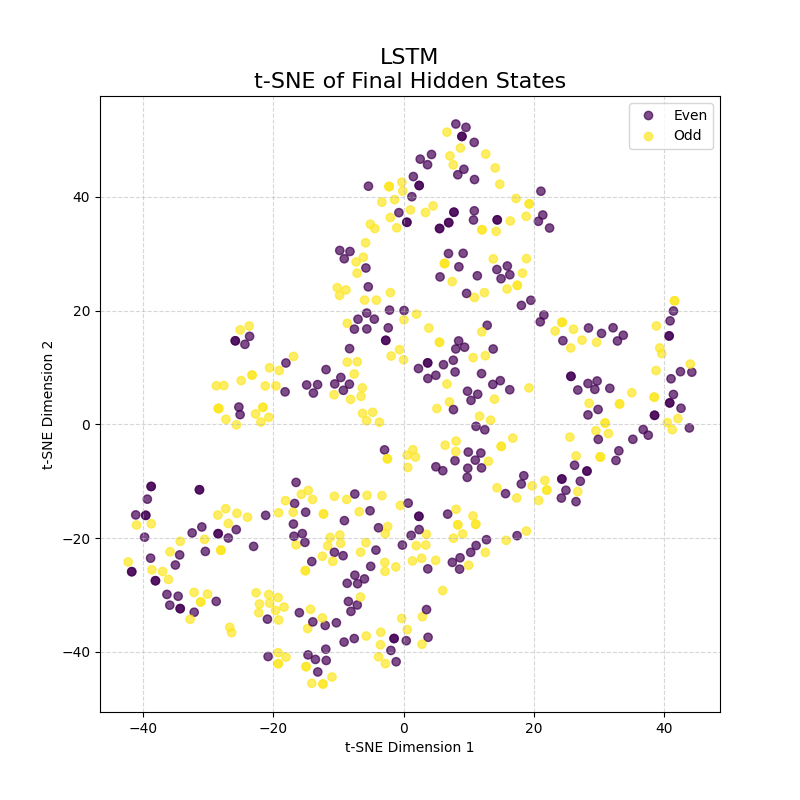 LSTM
t-SNE of Final Hidden States
Even
Odd
40
20
0
−20
−40
t-SNE Dimension 2
−40
−20
0
20
40
t-SNE Dimension 1